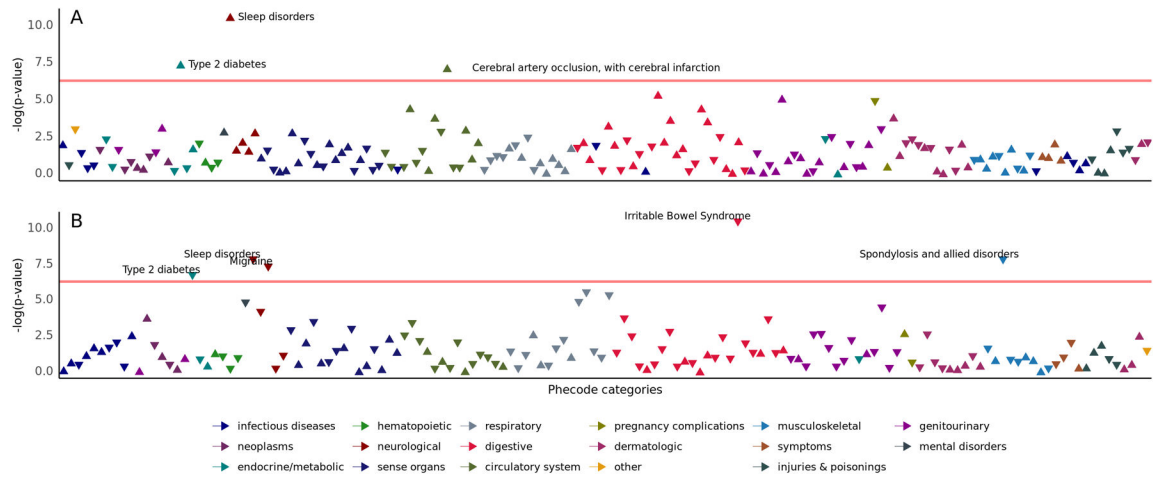 A
10.0
Sleep disorders
7.5
Type 2 diabetes
Cerebral artery occlusion, with cerebral infarction
5.0
2.5
0.0
-log(p-value)
B
10.0
Irritable Bowel Syndrome
7.5
Sleep disorders
Migraine
Type 2 diabetes
Spondylosis and allied disorders
5.0
2.5
0.0
-log(p-value)
Phecode categories
infectious diseases hematopoietic respiratory pregnancy complications musculoskeletal genitourinary
neoplasms neurological digestive dermatologic symptoms mental disorders
endocrine/metabolic sense organs circulatory system other injuries & poisonings